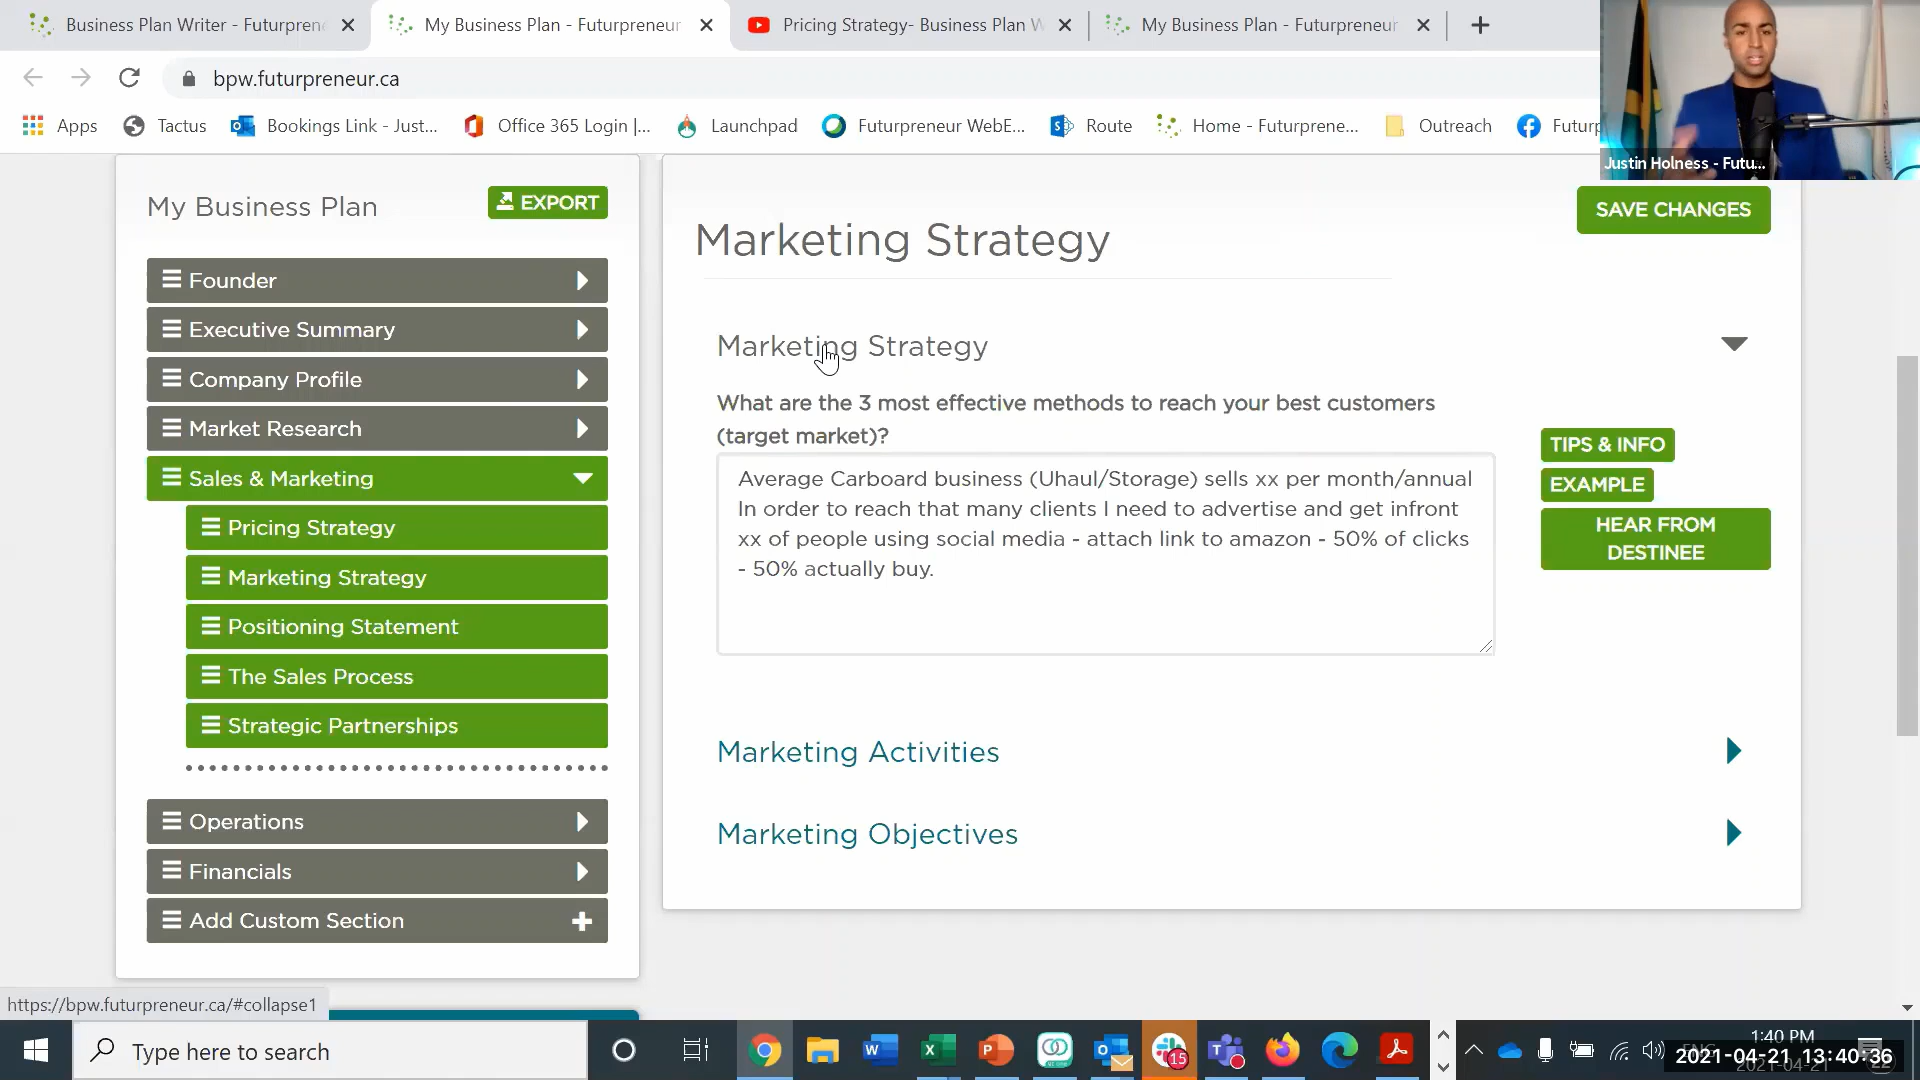 Business Plan Writer - Futurprene
My Business Plan - Futurpreneur
Pricing Strategy- Business Plan W
My Business Plan - Futurpreneur
bpw.futurpreneur.ca
Apps
Tactus
Bookings Link - Just...
Office 365 Login |...
Launchpad
Futurpreneur WebE...
Route
Home - Futurprene...
Outreach
Futurp
Justin Holness - Futu...
My Business Plan
EXPORT
Founder
Executive Summary
Company Profile
Market Research
Sales & Marketing
Pricing Strategy
Marketing Strategy
Positioning Statement
The Sales Process
Strategic Partnerships
Operations
Financials
Add Custom Section
SAVE CHANGES
Marketing Strategy
Marketing Strategy
What are the 3 most effective methods to reach your best customers
(target market)?
Average Carboard business (Uhaul/Storage) sells xx per month/annual
In order to reach that many clients I need to advertise and get infront
xx of people using social media - attach link to amazon - 50% of clicks
- 50% actually buy.
TIPS & INFO
EXAMPLE
HEAR FROM
DESTINEE
Marketing Activities
Marketing Objectives
https://bpw.futurpreneur.ca/#collapse1
Type here to search
15
1:40 PM
2021-04-21 13:40:36
2021-04-21
22